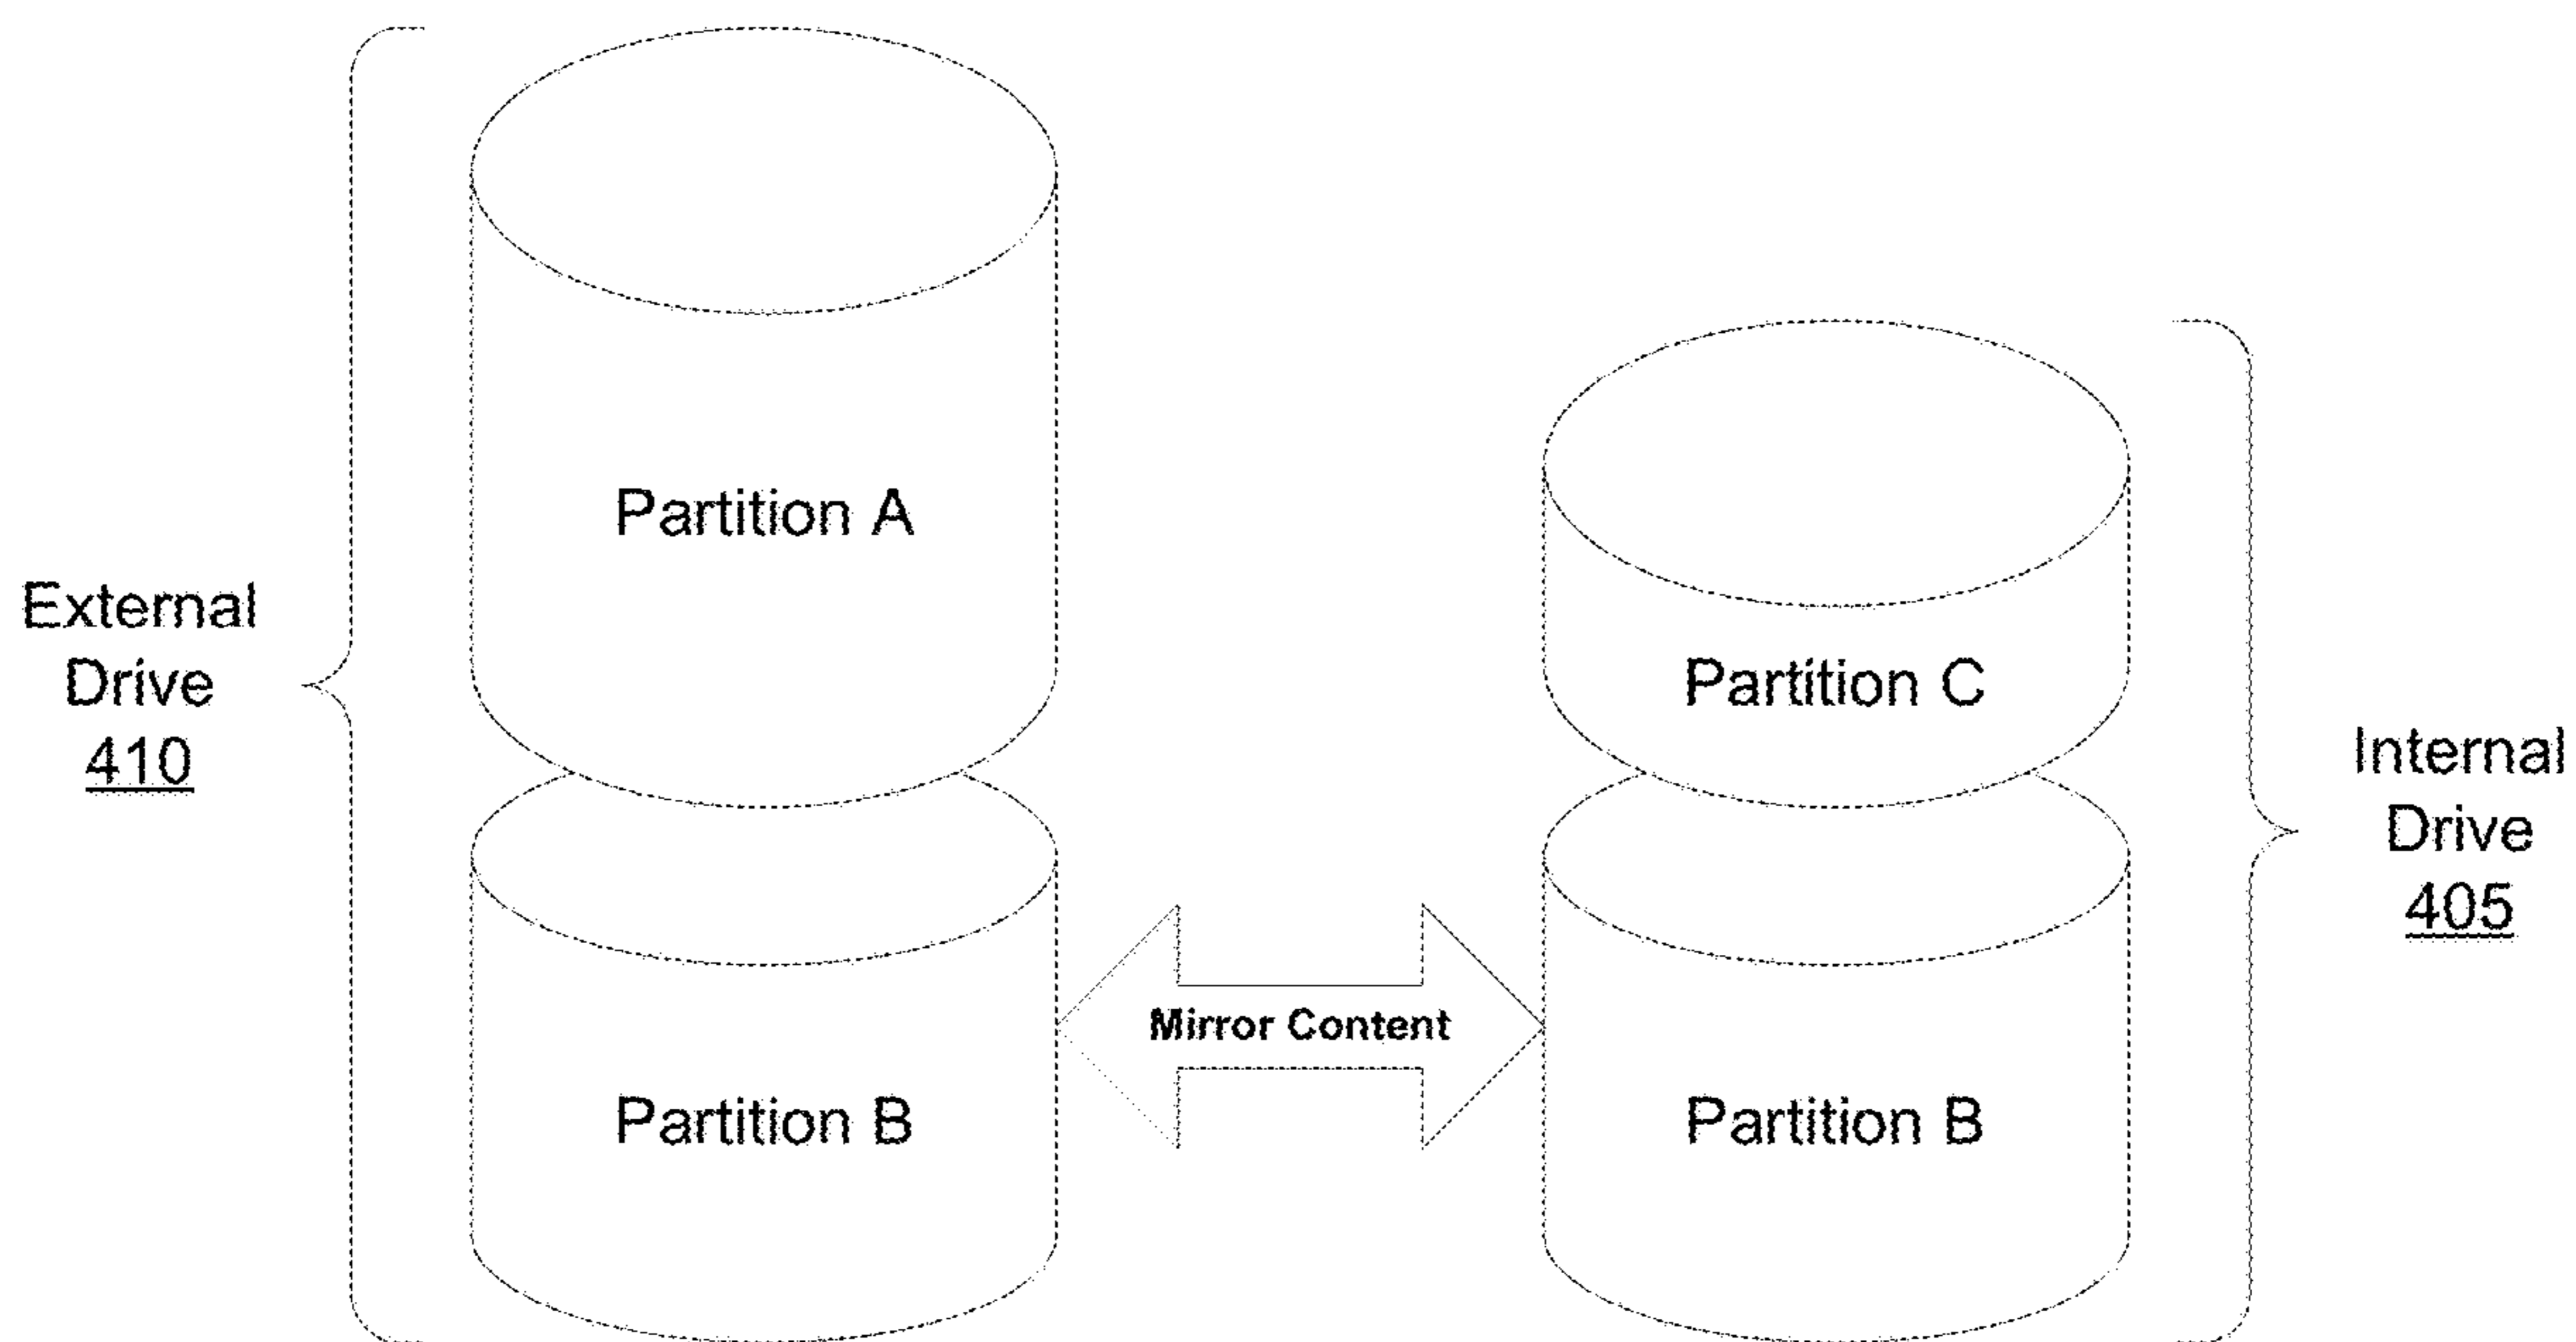 External
Drive
410
Partition A
Partition B
Mirror Content
Partition C
Partition B
Internal
Drive
405